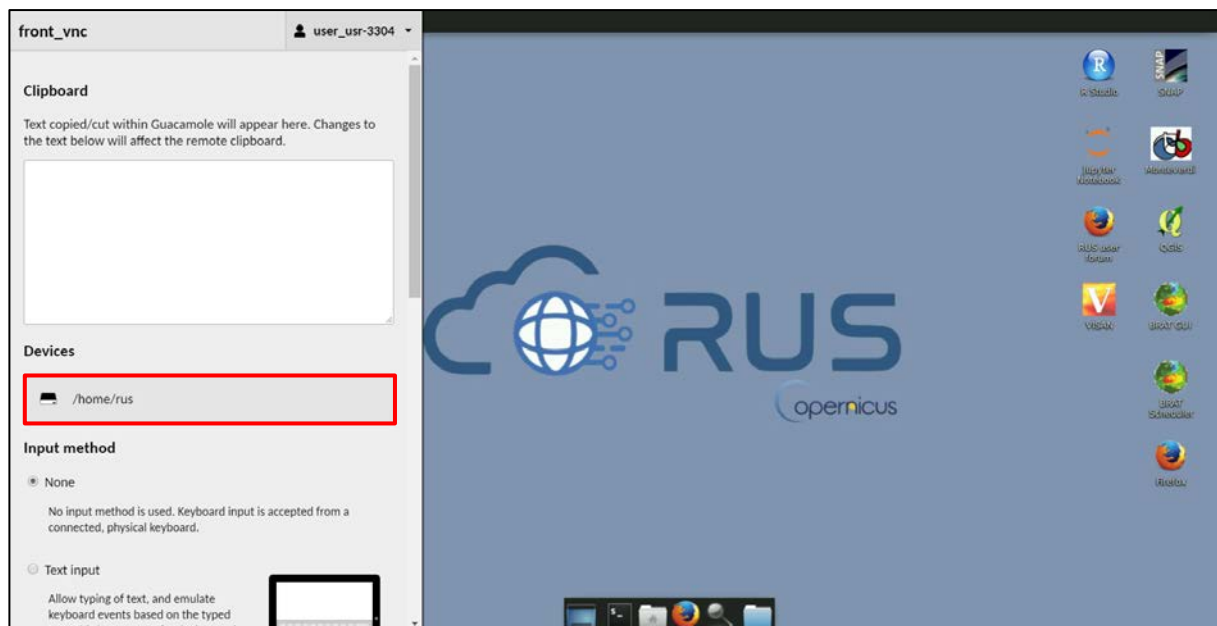 front_vnc
user_usr-3304
Clipboard
Text copied/cut within Guacamole will appear here. Changes to
the text below will affect the remote clipboard.
Devices
/home/rus
Input method
None
No input method is used. Keyboard input is accepted from a
connected, physical keyboard.
Text input
Allow typing of text, and emulate
keyboard events based on the typed
R Studio
SNAP
Jupyter
Notebook
Monteverdi
RUS user
forum
QGIS
VISAN
BRAT GUI
BRAT
Scheduler
Firefox
RUS
opernicus